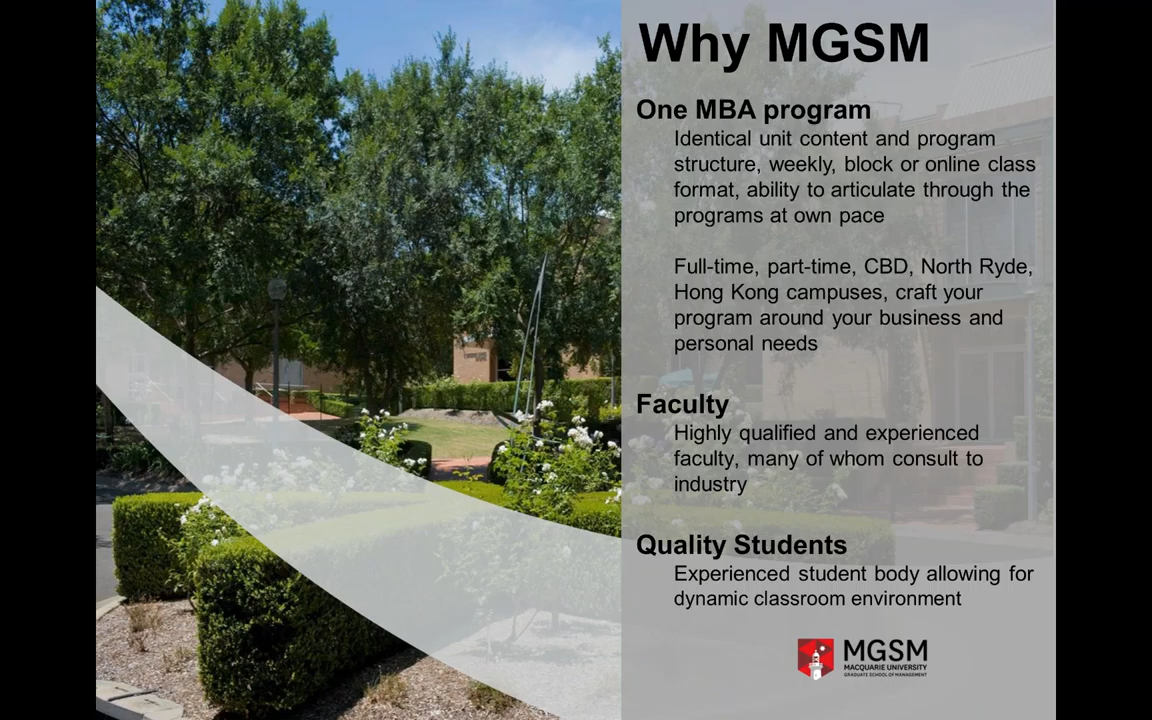 Why MGSM
One MBA program
Identical unit content and program
structure, weekly, block or online class
format, ability to articulate through the
programs at own pace
Full-time, part-time, CBD, North Ryde,
Hong Kong campuses, craft your
program around your business and
personal needs
Faculty
Highly qualified and experienced
faculty, many of whom consult to
industry
Quality Students
Experienced student body allowing for
dynamic classroom environment
MGSM
MACQUARIE UNIVERSITY
GRADUATE SCHOOL OF MANAGEMENT